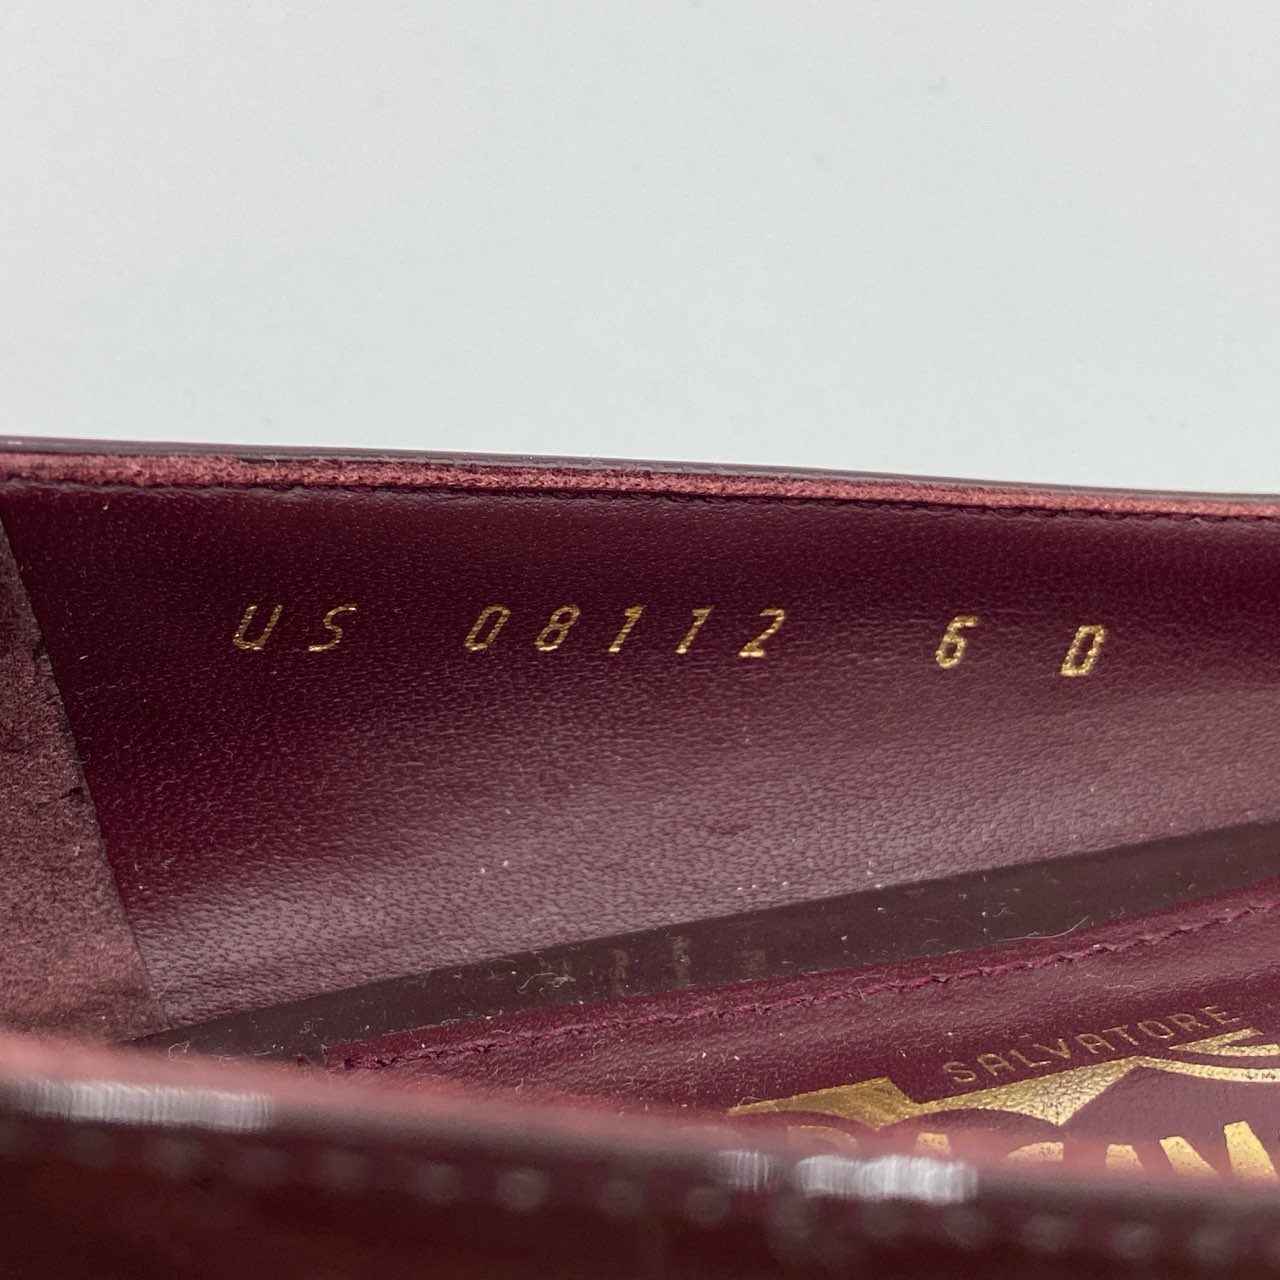 US 08112 6 D
SALVATORE